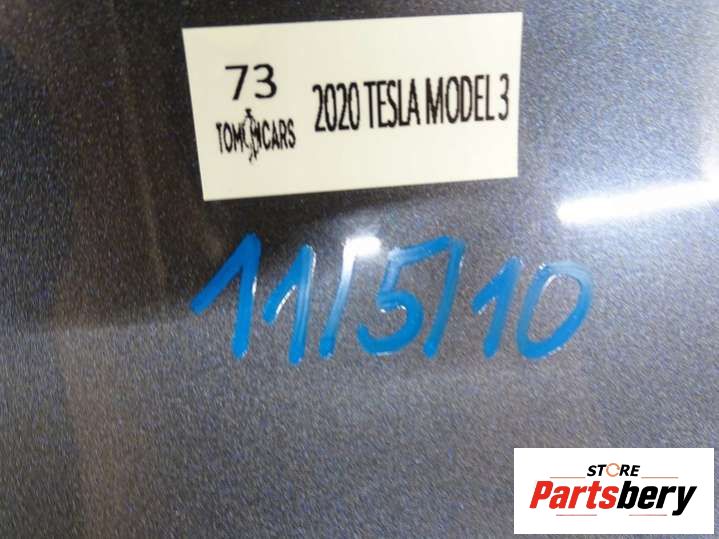 73
TOM CARS
2020 TESLA MODEL 3
11/5/10
STORE
Partsbery